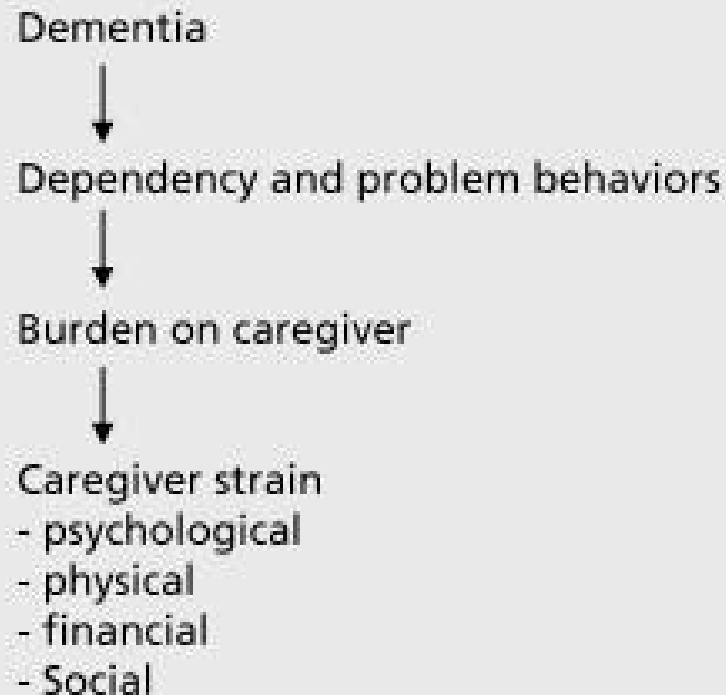 Dementia
Dependency and problem behaviors
Burden on caregiver
Caregiver strain
- psychological
- physical
- financial
- Social